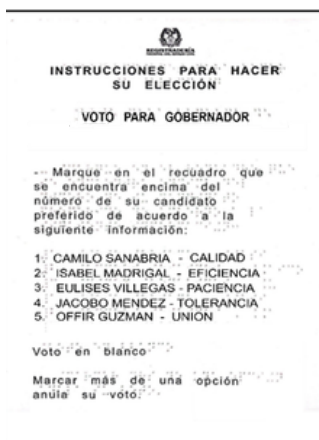 REGISTRADURÍA
INSTRUCCIONES PARA HACER
SU ELECCIÓN
VOTO PARA GOBERNADOR
- Marque en el recuadro que
se encuentra encima del
número de su candidato
preferido de acuerdo a la
siguiente información:
1. CAMILO SANABRIA - CALIDAD
2. ISABEL MADRIGAL - EFICIENCIA
3. EULISES VILLEGAS - PACIENCIA
4. JACOBO MENDEZ - TOLERANCIA
5. OFFIR GUZMAN - UNION
Voto en blanco
Marcar más de una opción
anula su voto.